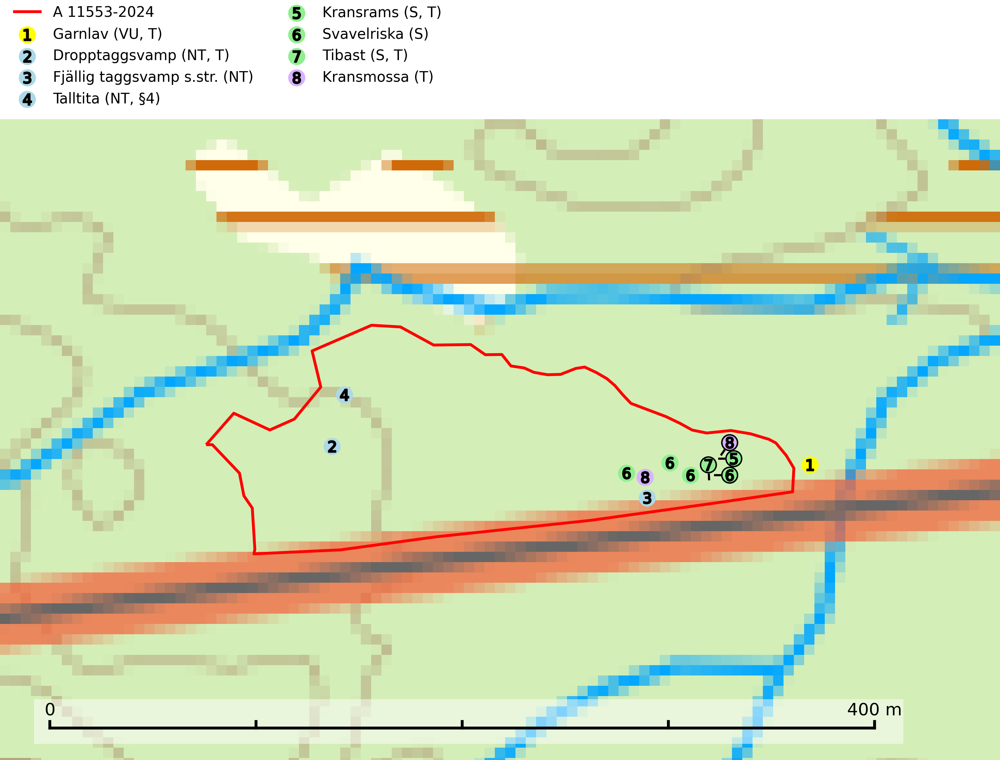 A 11553-2024
1 Garnlav (VU, T)
2 Dropptaggsvamp (NT, T)
3 Fjällig taggsvamp s.str. (NT)
4 Talltita (NT, §4)
5 Kransrams (S, T)
6 Svavelriska (S)
7 Tibast (S, T)
8 Kransmossa (T)
4
2
8
5
6
7
1
6
8
6
6
3
0
400 m